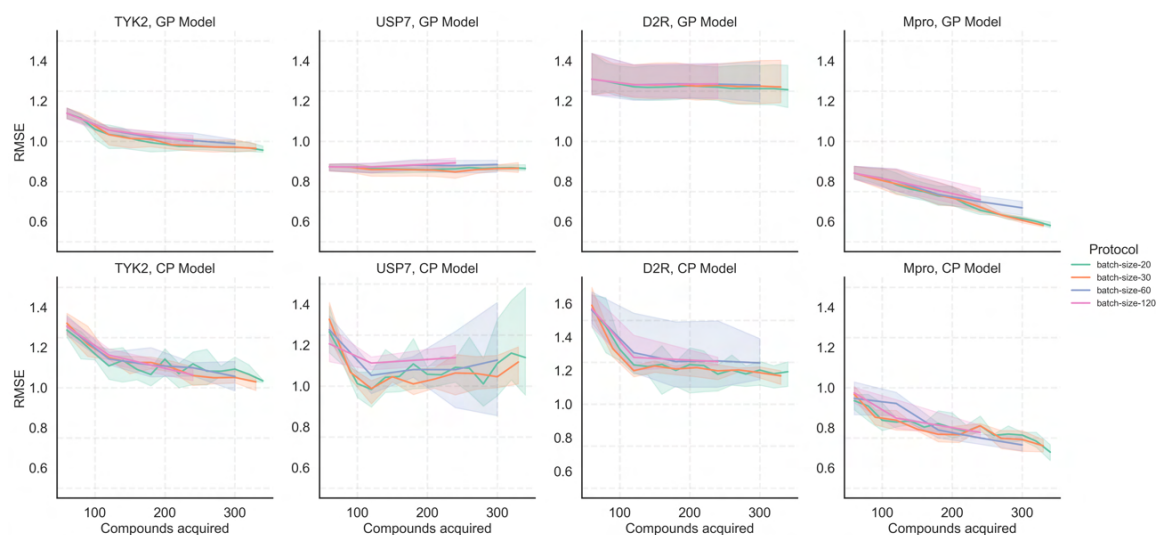 TYK2, GP Model
USP7, GP Model
D2R, GP Model
Mpro, GP Model
RMSE
1.4
1.2
1.0
0.8
0.6
1.4
1.2
1.0
0.8
0.6
1.4
1.2
1.0
0.8
0.6
1.4
1.2
1.0
0.8
0.6
TYK2, CP Model
USP7, CP Model
D2R, CP Model
Mpro, CP Model
RMSE
1.4
1.2
1.0
0.8
0.6
1.4
1.2
1.0
0.8
0.6
1.6
1.4
1.2
1.0
0.8
0.6
1.4
1.2
1.0
0.8
0.6
100 200 300
100 200 300
100 200 300
100 200 300
Compounds acquired
Compounds acquired
Compounds acquired
Compounds acquired
Protocol
batch-size-20
batch-size-30
batch-size-60
batch-size-120